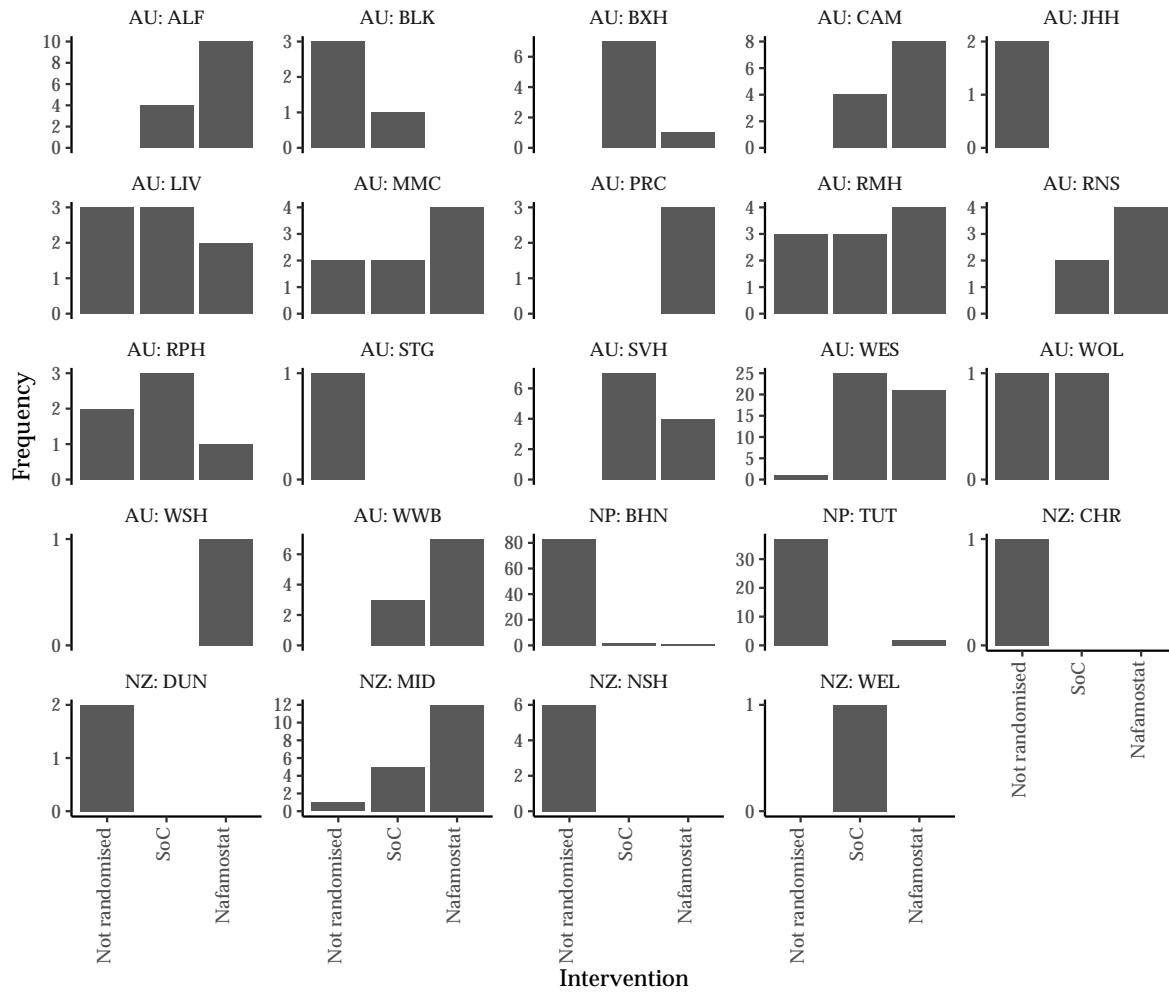 AU: ALF AU: BLK AU: BXH AU: CAM AU: JHH
10 8 6 4 2 0
3 2 1 0
6 4 2 0
8 6 4 2 0
2 1 0
AU: LIV AU: MMC AU: PRC AU: RMH AU: RNS
3 2 1 0
4 3 2 1 0
3 2 1 0
4 3 2 1 0
4 3 2 1 0
AU: RPH AU: STG AU: SVH AU: WES AU: WOL
3 2 1 0
1 0
6 4 2 0
25 20 15 10 5 0
1 0
AU: WSH AU: WWB NP: BHN NP: TUT NZ: CHR
1 0
6 4 2 0
80 60 40 20 0
30 20 10 0
1 0
NZ: DUN NZ: MID NZ: NSH NZ: WEL
2 1 0
12 10 8 6 4 2 0
6 4 2 0
1 0
Not randomised SoC Nafamostat
Not randomised SoC Nafamostat
Not randomised SoC Nafamostat
Not randomised SoC Nafamostat
Not randomised SoC Nafamostat
Frequency
Intervention